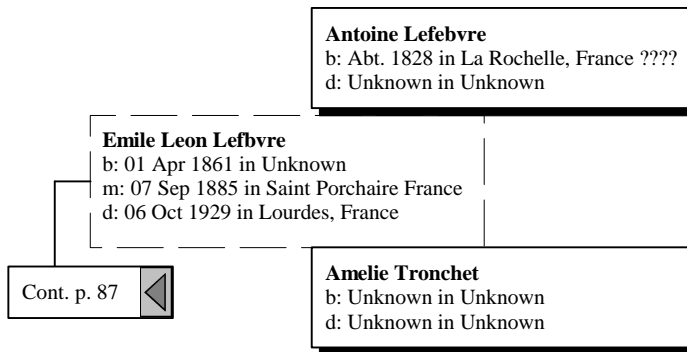 Antoine Lefebvre
b: Abt. 1828 in La Rochelle, France ????
d: Unknown in Unknown
Emile Leon Lefbvre
b: 01 Apr 1861 in Unknown
m: 07 Sep 1885 in Saint Porchaire France
d: 06 Oct 1929 in Lourdes, France
Cont. p. 87
Amelie Tronchet
b: Unknown in Unknown
d: Unknown in Unknown